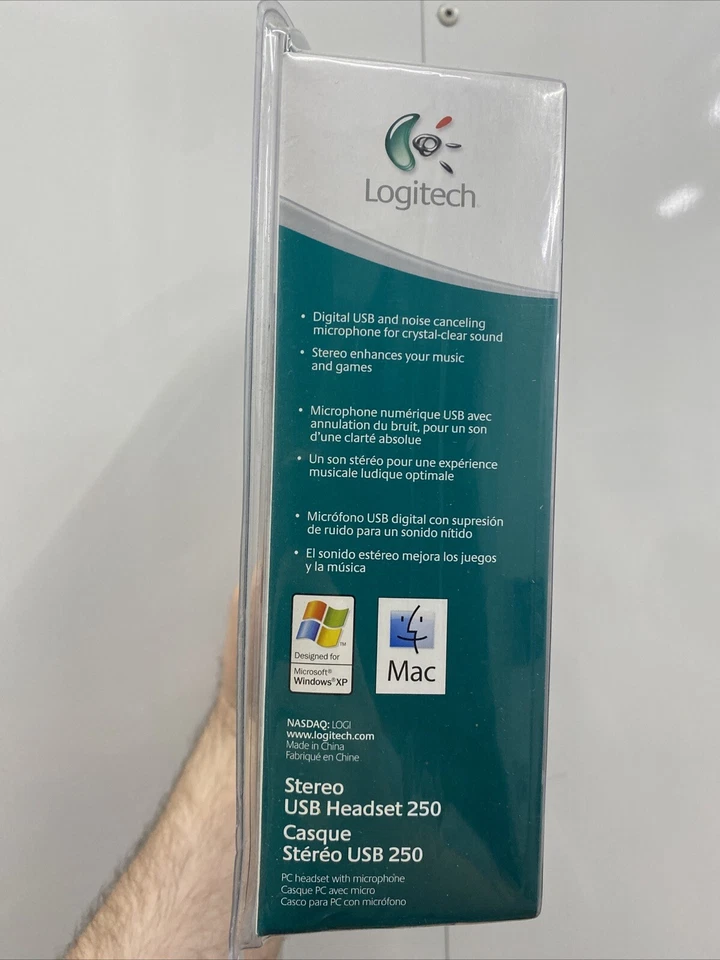 Logitech
• Digital USB and noise canceling
microphone for crystal-clear sound
• Stereo enhances your music
and games
• Microphone numérique USB avec
annulation du bruit, pour un son
d'une clarté absolue
• Un son stéréo pour une expérience
musicale ludique optimale
• Micrófono USB digital con supresión
de ruido para un sonido nítido
• El sonido estéreo mejora los juegos
y la música
TM
Designed for
Microsoft®
Windows®XP
Mac
NASDAQ: LOGI
www.logitech.com
Made in China
Fabriqué en Chine
Stereo
USB Headset 250
Casque
Stéréo USB 250
PC headset with microphone
Casque PC avec micro
Casco para PC con micrófono